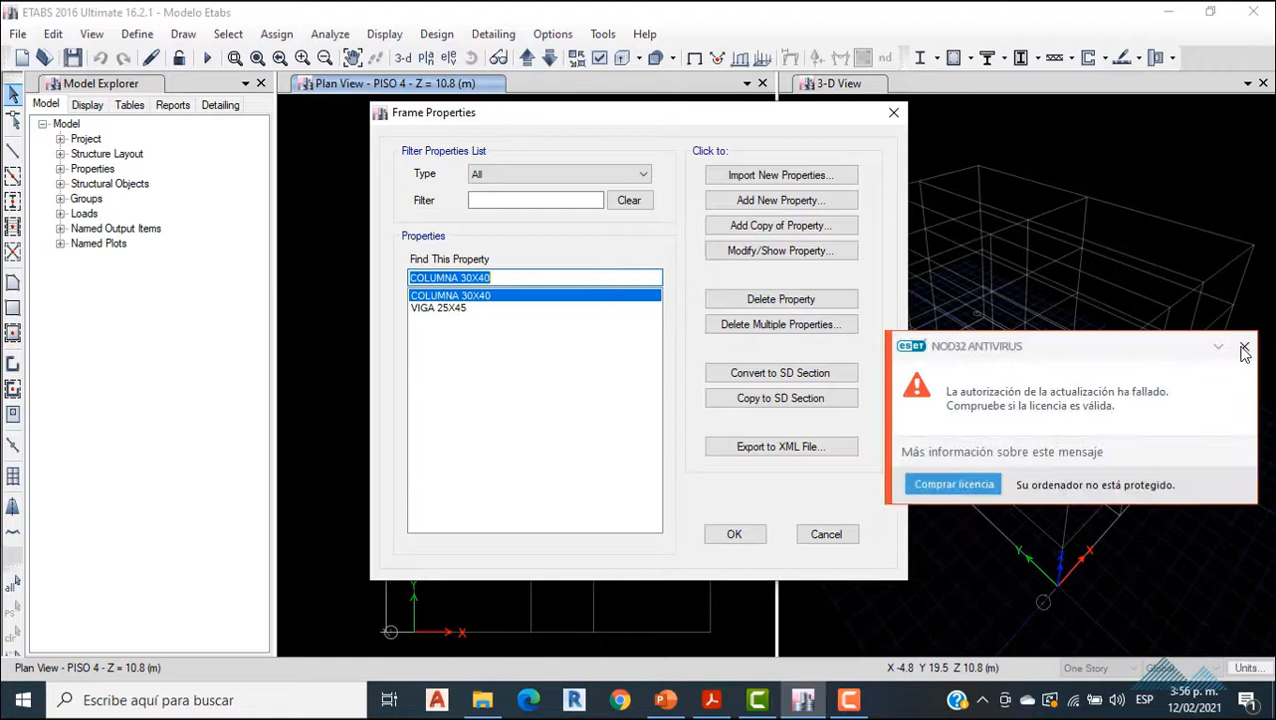 ETABS 2016 Ultimate 16.2.1 - Modelo Etabs
File Edit View Define Draw Select Assign Analyze Display Design Detailing Options Tools Help
3-d
Model Explorer
Plan View - PISO 4 - Z = 10.8 (m)
3-D View
Model Display Tables Reports Detailing
Model
Project
Structure Layout
Properties
Structural Objects
Groups
Loads
Named Output Items
Named Plots
Frame Properties
Filter Properties List
Type All
Filter Clear
Properties
Find This Property
COLUMNA 30X40
COLUMNA 30X40
VIGA 25X45
Click to:
Import New Properties...
Add New Property...
Add Copy of Property...
Modify/Show Property...
Delete Property
Delete Multiple Properties...
Convert to SD Section
Copy to SD Section
Export to XML File...
OK Cancel
eset NOD32 ANTIVIRUS
La autorización de la actualización ha fallado.
Compruebe si la licencia es válida.
Más información sobre este mensaje
Comprar licencia Su ordenador no está protegido.
Y
X
Y
Z
X
all
ps
clr
Plan View - PISO 4 - Z = 10.8 (m) X -4.8 Y 19.5 Z 10.8 (m) One Story Units...
Escribe aquí para buscar
ESP
3:56 p. m.
12/02/2021